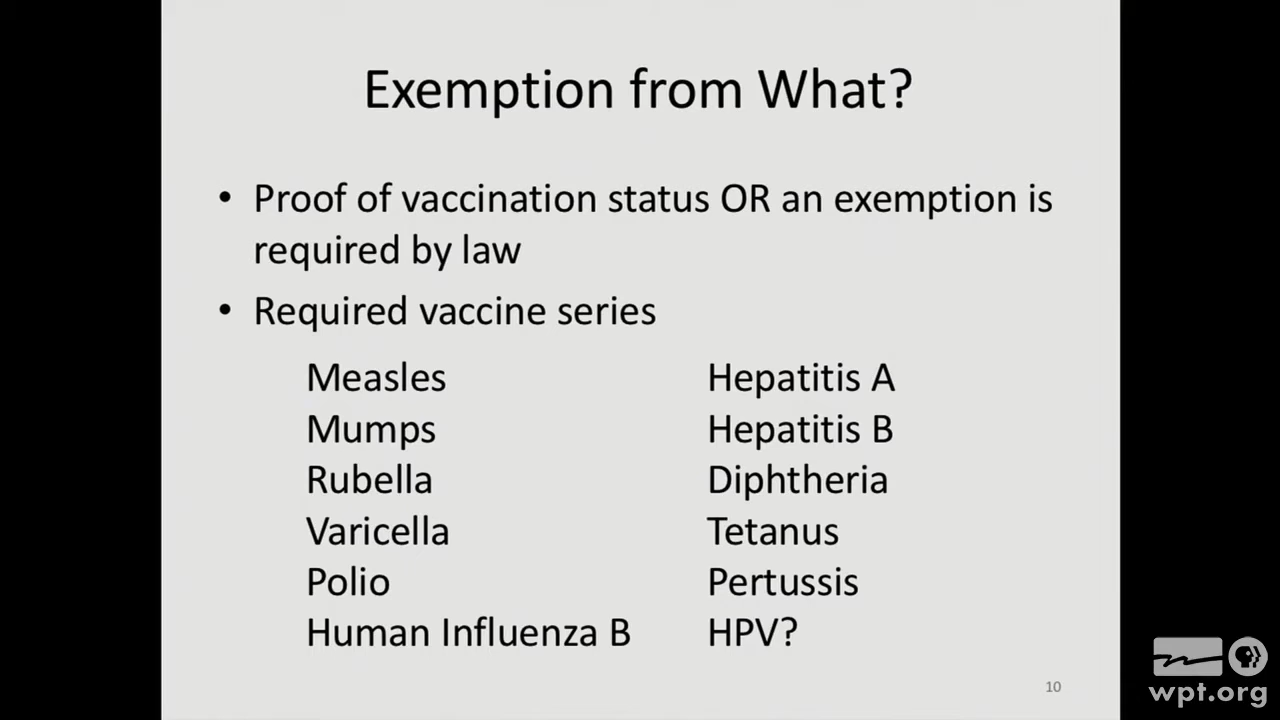 Exemption from What?
• Proof of vaccination status OR an exemption is
required by law
• Required vaccine series
Measles
Mumps
Rubella
Varicella
Polio
Human Influenza B
Hepatitis A
Hepatitis B
Diphtheria
Tetanus
Pertussis
HPV?
10
wpt.org